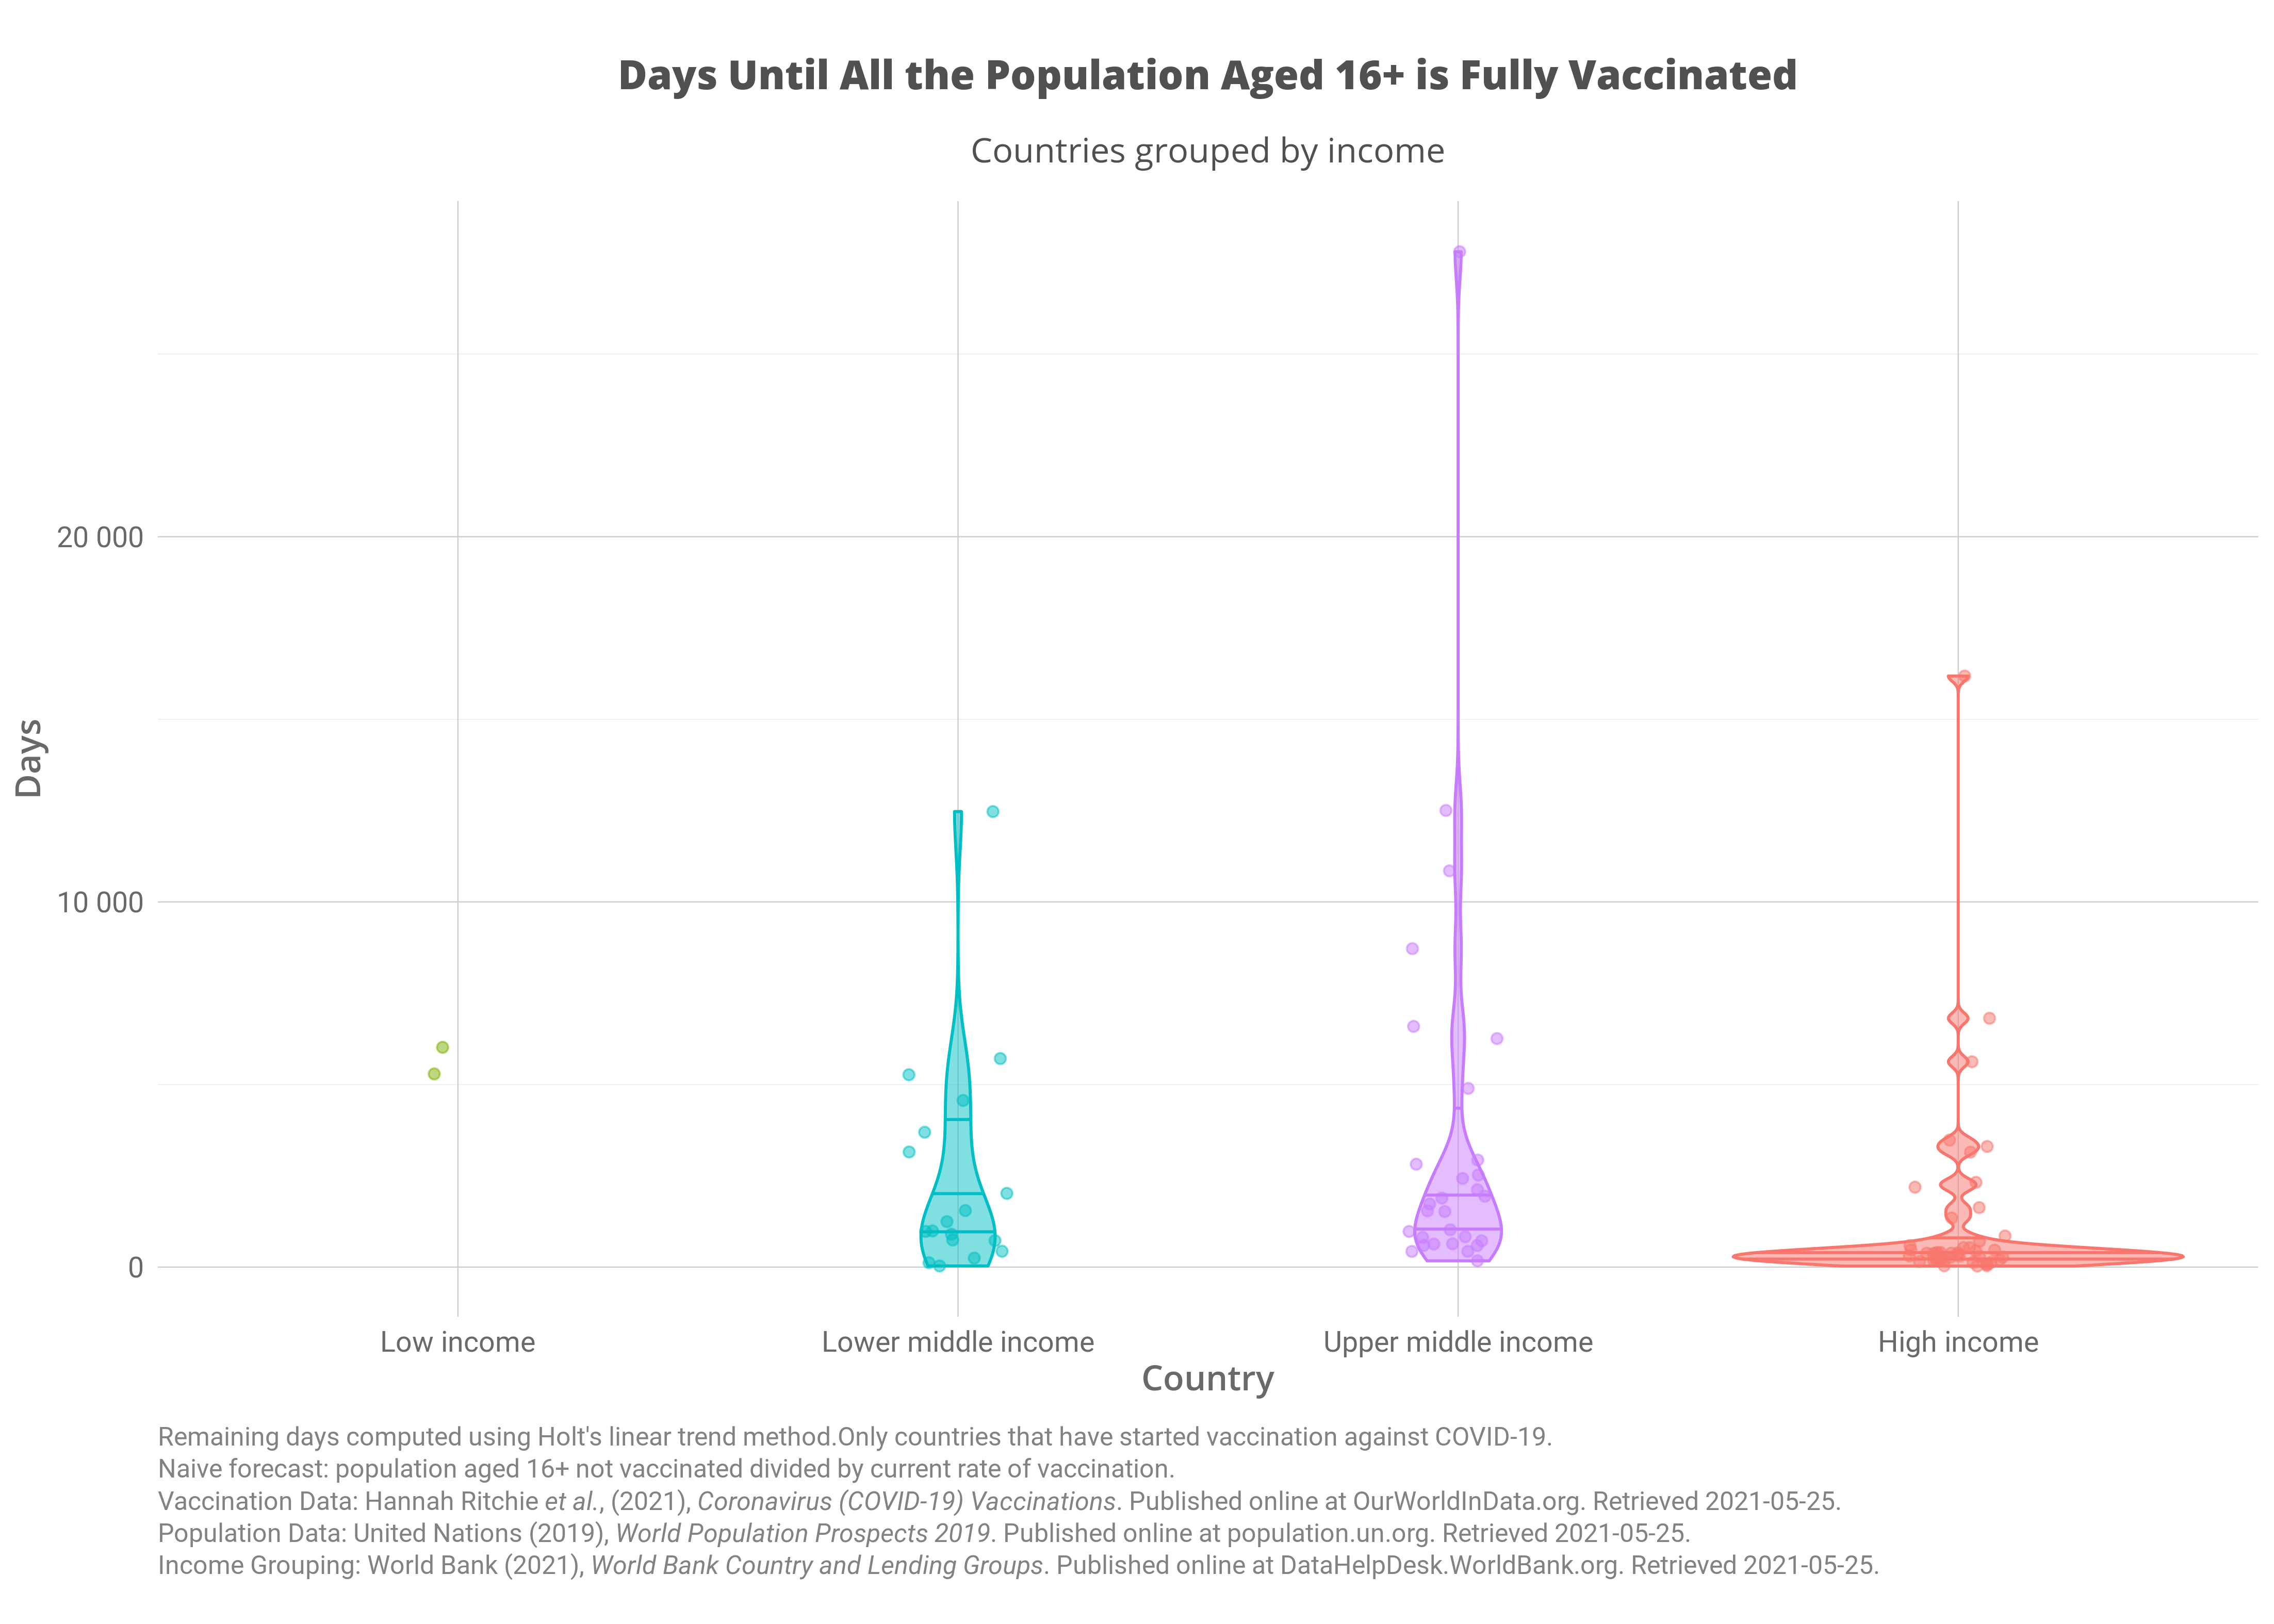 Days Until All the Population Aged 16+ is Fully Vaccinated
Countries grouped by income
Days
20 000
10 000
0
Low income
Lower middle income
Upper middle income
High income
Country
Remaining days computed using Holt's linear trend method.Only countries that have started vaccination against COVID-19.
Naive forecast: population aged 16+ not vaccinated divided by current rate of vaccination.
Vaccination Data: Hannah Ritchie et al., (2021), Coronavirus (COVID-19) Vaccinations. Published online at OurWorldInData.org. Retrieved 2021-05-25.
Population Data: United Nations (2019), World Population Prospects 2019. Published online at population.un.org. Retrieved 2021-05-25.
Income Grouping: World Bank (2021), World Bank Country and Lending Groups. Published online at DataHelpDesk.WorldBank.org. Retrieved 2021-05-25.